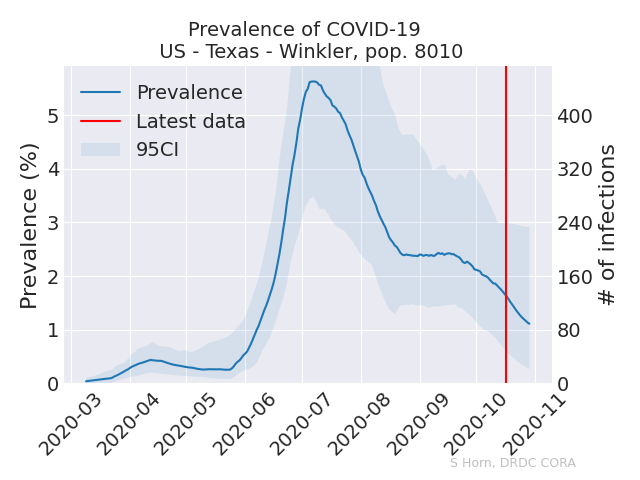 Prevalence of COVID-19
US - Texas - Winkler, pop. 8010
Prevalence
Latest data
95CI
Prevalence (%)
5
4
3
2
1
0
# of infections
400
320
240
160
80
0
2020-03
2020-04
2020-05
2020-06
2020-07
2020-08
2020-09
2020-10
2020-11
S Horn, DRDC CORA